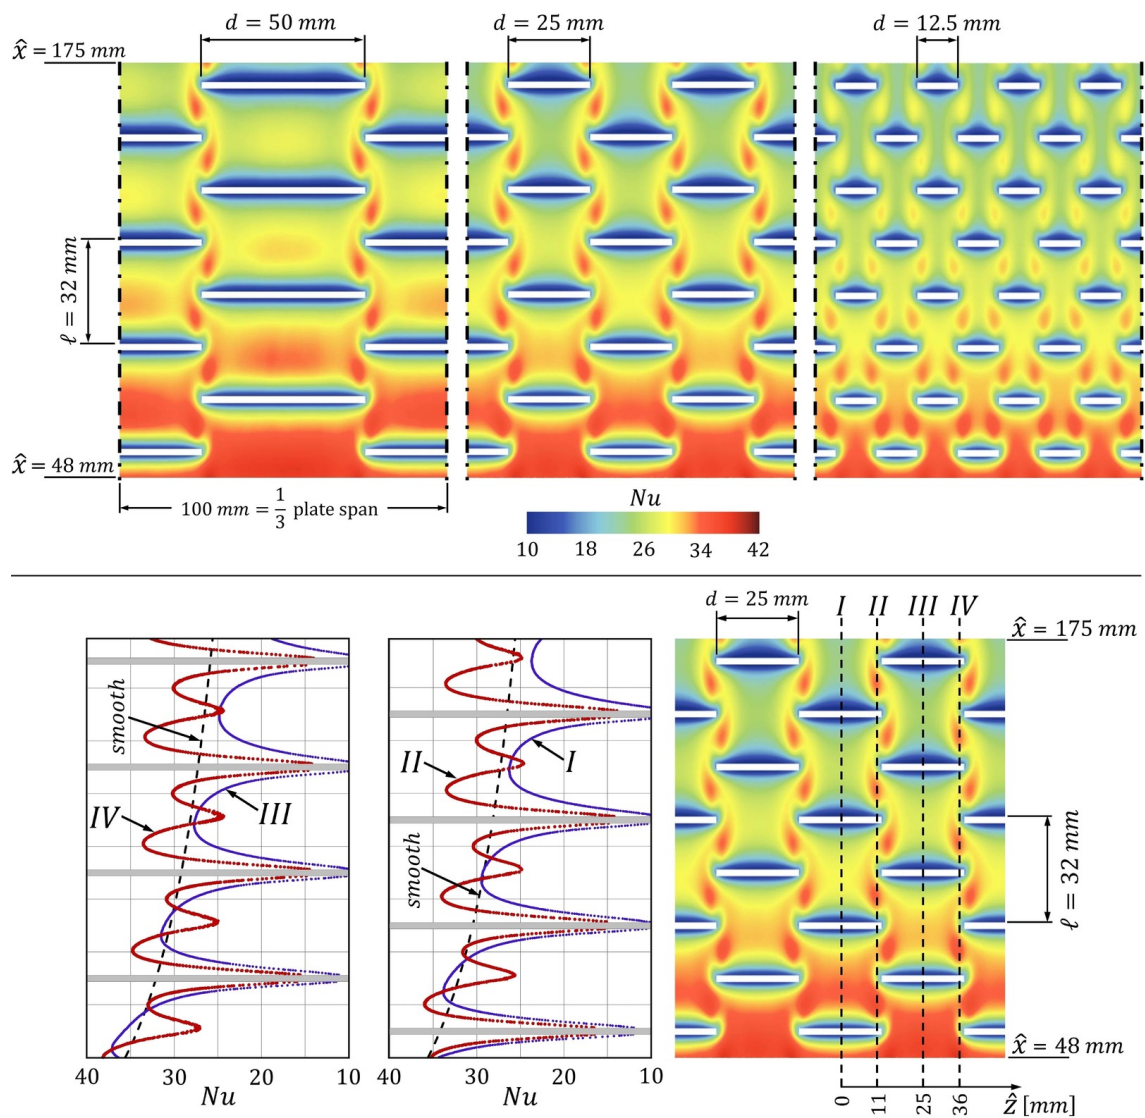 d = 50 mm
d = 25 mm
d = 12.5 mm
x̂ = 175 mm
ℓ = 32 mm
x̂ = 48 mm
100 mm = 1/3 plate span
Nu
10 18 26 34 42
d = 25 mm
I II III IV
x̂ = 175 mm
smooth
III
IV
I
II
smooth
ℓ = 32 mm
x̂ = 48 mm
40 30 20 10
Nu
40 30 20 10
Nu
0 11 25 36
ẑ [mm]